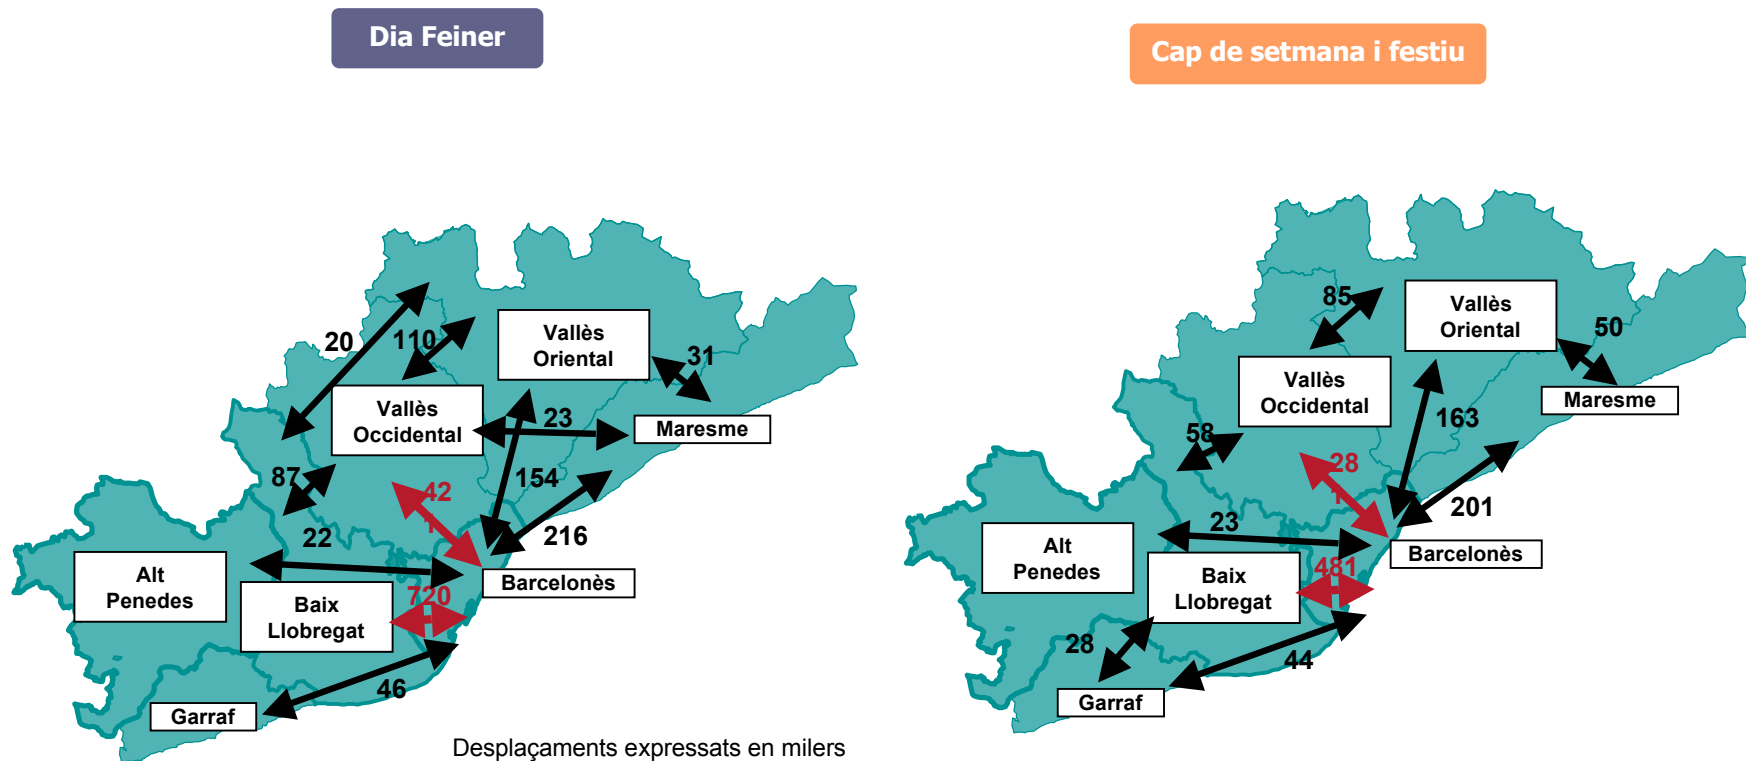 Dia Feiner
Cap de setmana i festiu
20
110
Vallès
Oriental
31
Vallès
Occidental
23
Maresme
87
42
1
154
216
22
Alt
Penedes
Baix
Llobregat
720
Barcelonès
46
Garraf
85
Vallès
Oriental
50
Vallès
Occidental
Maresme
58
28
1
163
201
23
Alt
Penedes
Baix
Llobregat
481
Barcelonès
28
44
Garraf
Desplaçaments expressats en milers